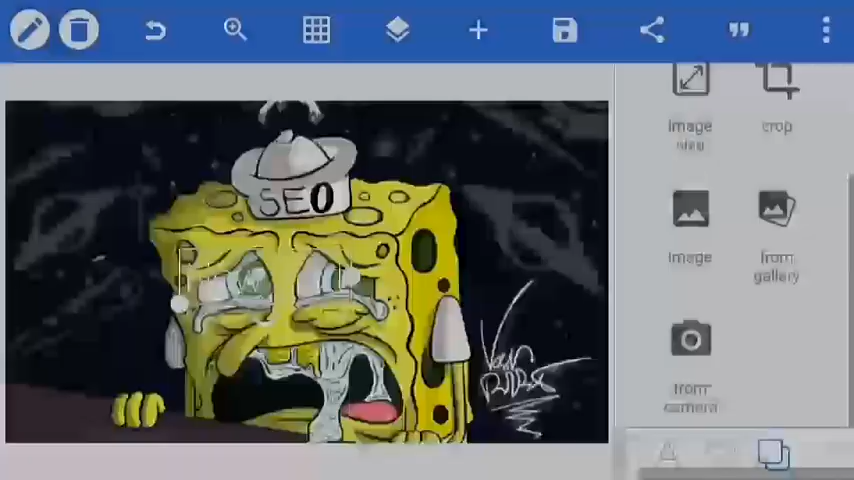 image
size
crop
image
from
gallery
from
camera
SEO